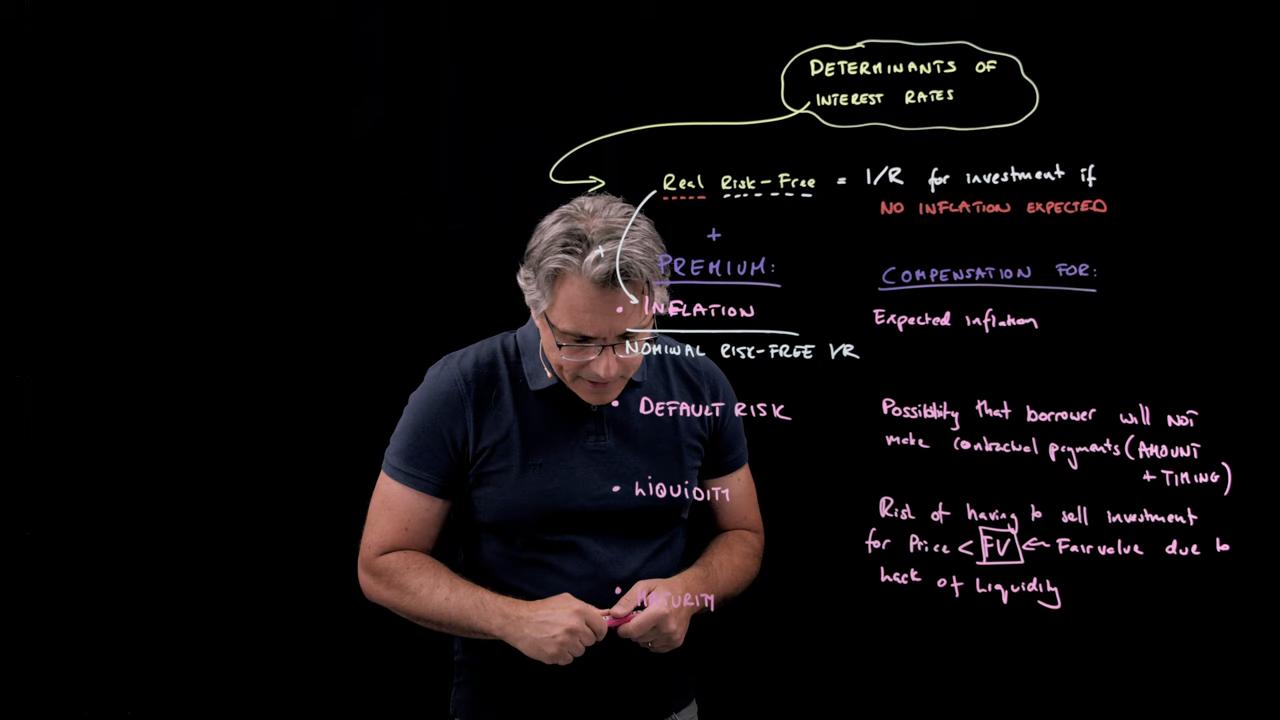 DETERMINANTS OF
INTEREST RATES
Real Risk-Free = I/R for investment if
NO INFLATION EXPECTED
+
PREMIUM:
COMPENSATION FOR:
+
• INFLATION
Expected inflation
NOMINAL RISK-FREE I/R
• DEFAULT RISK
Possibility that borrower will NOT
make contractual payments (AMOUNT
+ TIMING)
• LIQUIDITY
Risk of having to sell investment
for Price < FV ← Fair value due to
Lack of Liquidity
• MATURITY